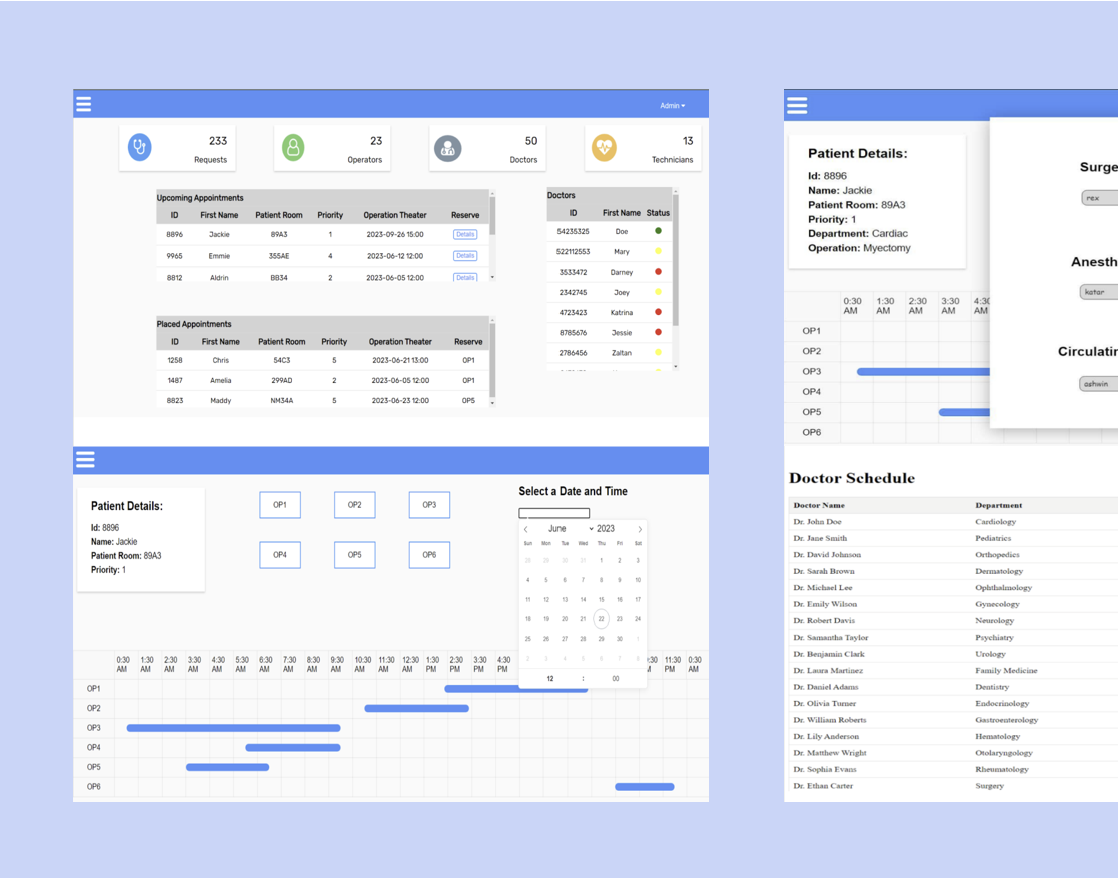 Admin
233
Requests
23
Operators
50
Doctors
13
Technicians
Upcoming Appointments
ID First Name Patient Room Priority Operation Theater Reserve
8896 Jackie 89A3 1 2023-09-26 15:00 Details
9965 Emmie 355AE 4 2023-06-12 12:00 Details
8812 Aldrin BB34 2 2023-06-05 12:00 Details
Placed Appointments
ID First Name Patient Room Priority Operation Theater Reserve
1258 Chris 54C3 5 2023-06-21 13:00 OP1
1487 Amelia 299AD 2 2023-06-05 12:00 OP1
8823 Maddy NM34A 5 2023-06-23 12:00 OP5
Doctors
ID First Name Status
54235325 Doe
522112553 Mary
3533472 Darney
2342745 Joey
4723423 Katrina
8785676 Jessie
2786456 Zaltan
Patient Details:
Id: 8896
Name: Jackie
Patient Room: 89A3
Priority: 1
OP1 OP2 OP3
OP4 OP5 OP6
Select a Date and Time
June 2023
Sun Mon Tue Wed Thu Fri Sat
28 29 30 31 1 2 3
4 5 6 7 8 9 10
11 12 13 14 15 16 17
18 19 20 21 22 23 24
25 26 27 28 29 30 1
2 3 4 5 6 7 8
12 : 00
0:30 AM 1:30 AM 2:30 AM 3:30 AM 4:30 AM 5:30 AM 6:30 AM 7:30 AM 8:30 AM 9:30 AM 10:30 AM 11:30 AM 12:30 AM 1:30 PM 2:30 PM 3:30 PM 4:30 PM :30 PM 11:30 PM 0:30 AM
OP1
OP2
OP3
OP4
OP5
OP6
Patient Details:
Id: 8896
Name: Jackie
Patient Room: 89A3
Priority: 1
Department: Cardiac
Operation: Myectomy
Surge
rex
Anesth
katar
Circulatin
ashwin
0:30 AM 1:30 AM 2:30 AM 3:30 AM 4:30 AM
OP1
OP2
OP3
OP4
OP5
OP6
Doctor Schedule
Doctor Name Department
Dr. John Doe Cardiology
Dr. Jane Smith Pediatrics
Dr. David Johnson Orthopedics
Dr. Sarah Brown Dermatology
Dr. Michael Lee Ophthalmology
Dr. Emily Wilson Gynecology
Dr. Robert Davis Neurology
Dr. Samantha Taylor Psychiatry
Dr. Benjamin Clark Urology
Dr. Laura Martinez Family Medicine
Dr. Daniel Adams Dentistry
Dr. Olivia Turner Endocrinology
Dr. William Roberts Gastroenterology
Dr. Lily Anderson Hematology
Dr. Matthew Wright Otolaryngology
Dr. Sophia Evans Rheumatology
Dr. Ethan Carter Surgery